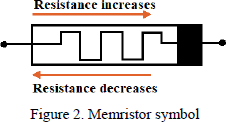 Resistance increases
Resistance decreases
Figure 2. Memristor symbol